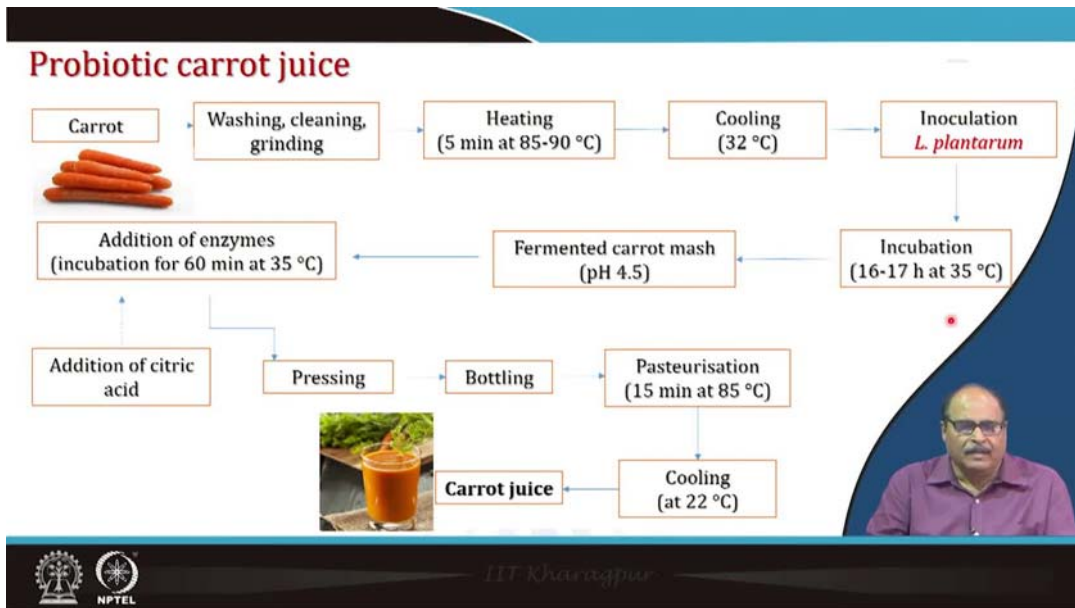 Probiotic carrot juice
Carrot
Washing, cleaning,
grinding
Heating
(5 min at 85-90 °C)
Cooling
(32 °C)
Inoculation
L. plantarum
Incubation
(16-17 h at 35 °C)
Fermented carrot mash
(pH 4.5)
Addition of enzymes
(incubation for 60 min at 35 °C)
Addition of citric
acid
Pressing
Bottling
Pasteurisation
(15 min at 85 °C)
Cooling
(at 22 °C)
Carrot juice
NPTEL
IIT Kharagpur